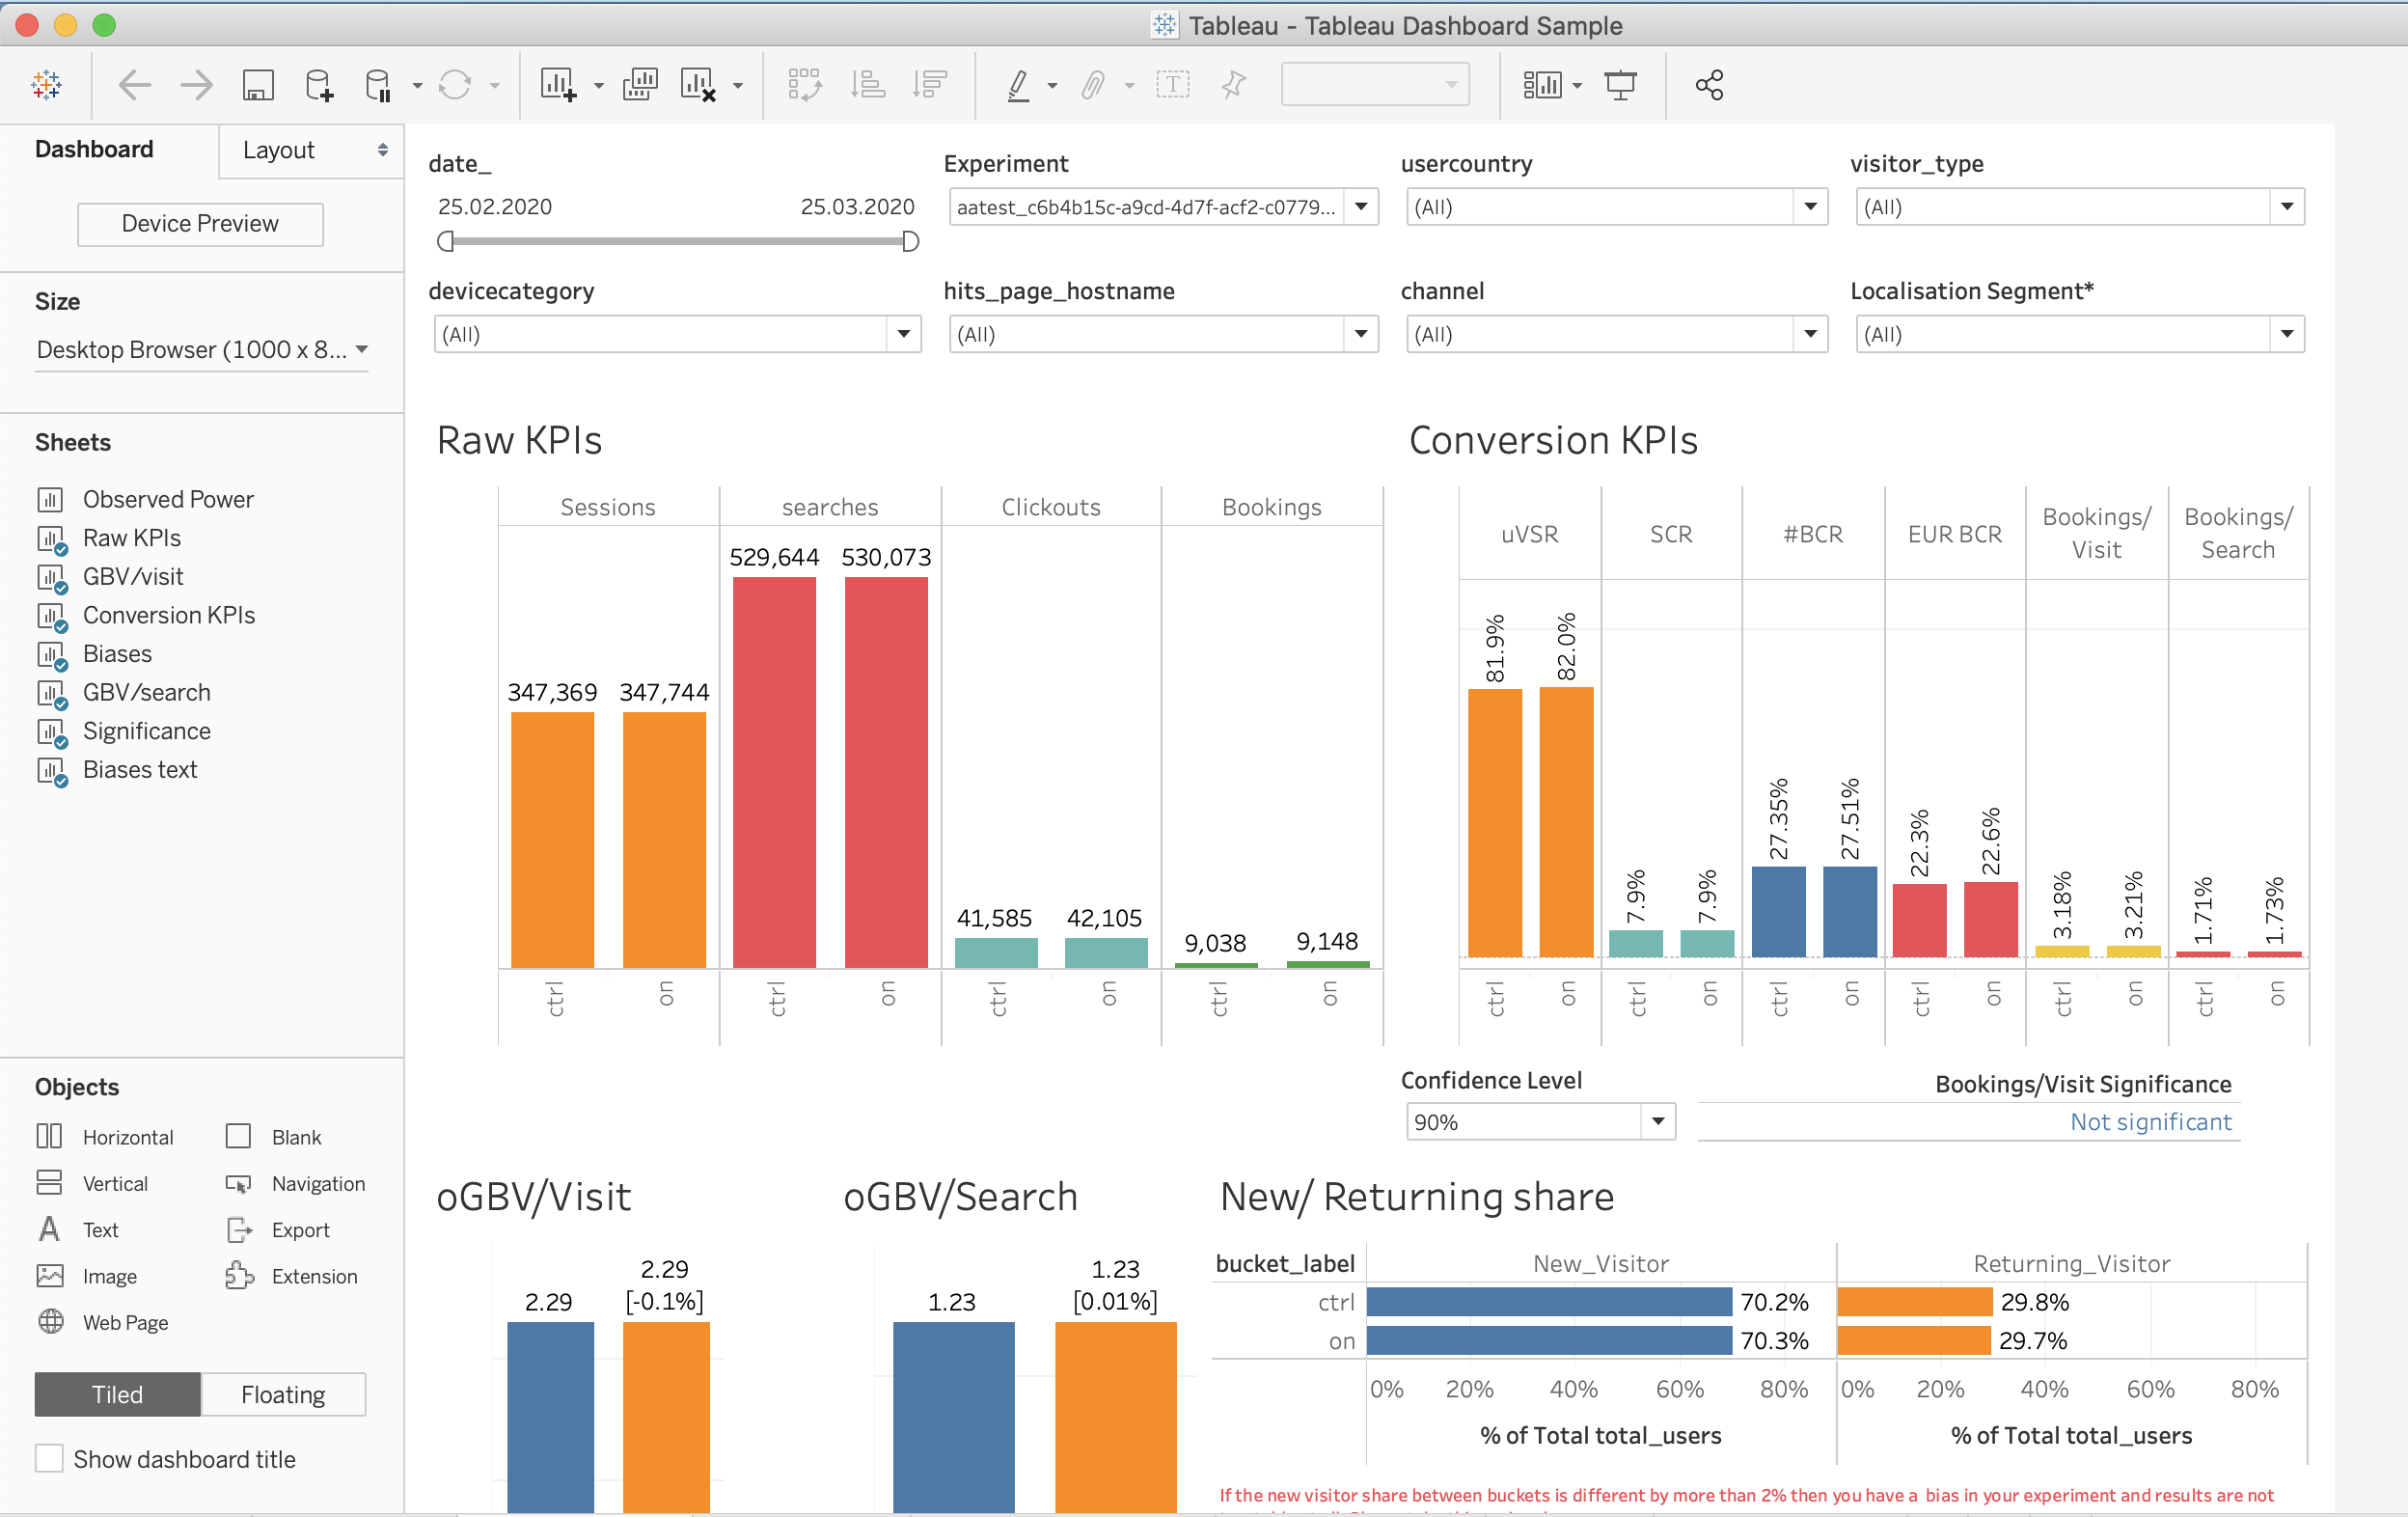 Tableau - Tableau Dashboard Sample
Dashboard
Layout
Device Preview
Size
Desktop Browser (1000 x 8...
Sheets
Observed Power
Raw KPIs
GBV/visit
Conversion KPIs
Biases
GBV/search
Significance
Biases text
Objects
Horizontal
Blank
Vertical
Navigation
Text
Export
Image
Extension
Web Page
Tiled
Floating
Show dashboard title
date_
25.02.2020
25.03.2020
Experiment
aatest_c6b4b15c-a9cd-4d7f-acf2-c0779...
usercountry
(All)
visitor_type
(All)
devicecategory
(All)
hits_page_hostname
(All)
channel
(All)
Localisation Segment*
(All)
Raw KPIs
Sessions
searches
Clickouts
Bookings
347,369
347,744
529,644
530,073
41,585
42,105
9,038
9,148
ctrl
on
ctrl
on
ctrl
on
ctrl
on
Conversion KPIs
uVSR
SCR
#BCR
EUR BCR
Bookings/
Visit
Bookings/
Search
81.9%
82.0%
7.9%
7.9%
27.35%
27.51%
22.3%
22.6%
3.18%
3.21%
1.71%
1.73%
ctrl
on
ctrl
on
ctrl
on
ctrl
on
ctrl
on
ctrl
on
Confidence Level
90%
Bookings/Visit Significance
Not significant
oGBV/Visit
2.29
2.29
[-0.1%]
oGBV/Search
1.23
1.23
[0.01%]
New/ Returning share
bucket_label
New_Visitor
Returning_Visitor
ctrl
70.2%
29.8%
on
70.3%
29.7%
0%
20%
40%
60%
80%
0%
20%
40%
60%
80%
% of Total total_users
% of Total total_users
If the new visitor share between buckets is different by more than 2% then you have a bias in your experiment and results are not